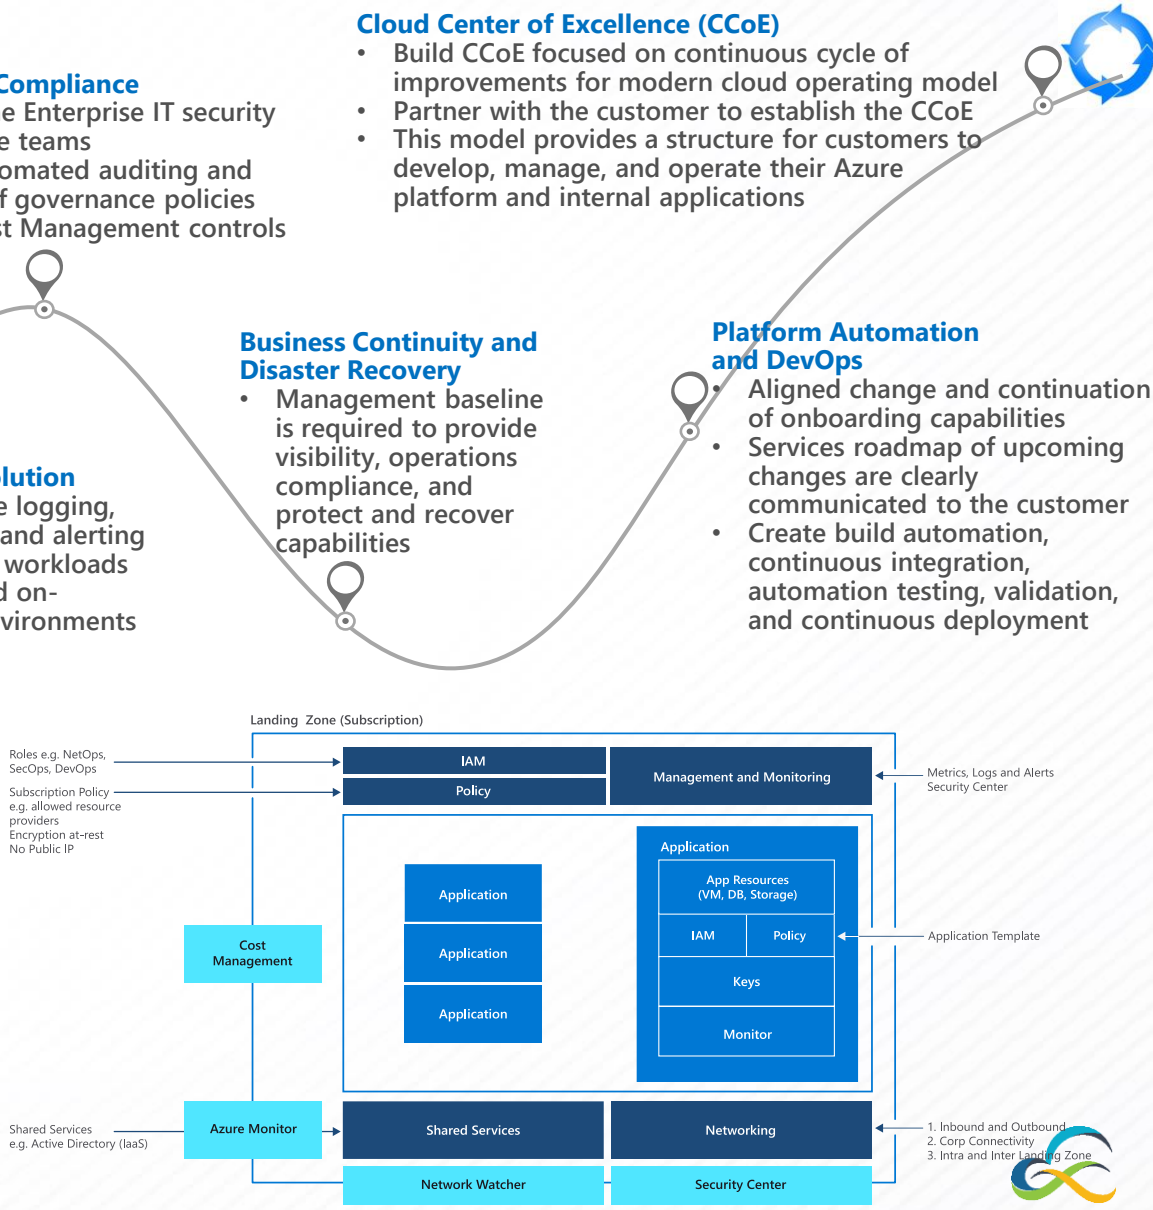 Cloud Center of Excellence (CCoE)
• Build CCoE focused on continuous cycle of
improvements for modern cloud operating model
• Partner with the customer to establish the CCoE
• This model provides a structure for customers to
develop, manage, and operate their Azure
platform and internal applications
Compliance
e Enterprise IT security
e teams
omated auditing and
f governance policies
st Management controls
Business Continuity and
Disaster Recovery
• Management baseline
is required to provide
visibility, operations
compliance, and
protect and recover
capabilities
Platform Automation
and DevOps
• Aligned change and continuation
of onboarding capabilities
• Services roadmap of upcoming
changes are clearly
communicated to the customer
• Create build automation,
continuous integration,
automation testing, validation,
and continuous deployment
lution
e logging,
and alerting
workloads
d on-
vironments
Landing Zone (Subscription)
Roles e.g. NetOps,
SecOps, DevOps
Subscription Policy
e.g. allowed resource
providers
Encryption at-rest
No Public IP
IAM
Policy
Management and Monitoring
Metrics, Logs and Alerts
Security Center
Application
Application
Application
Application
App Resources
(VM, DB, Storage)
IAM
Policy
Keys
Monitor
Application Template
Cost
Management
Shared Services
e.g. Active Directory (IaaS)
Azure Monitor
Shared Services
Networking
1. Inbound and Outbound
2. Corp Connectivity
3. Intra and Inter Landing Zone
Network Watcher
Security Center